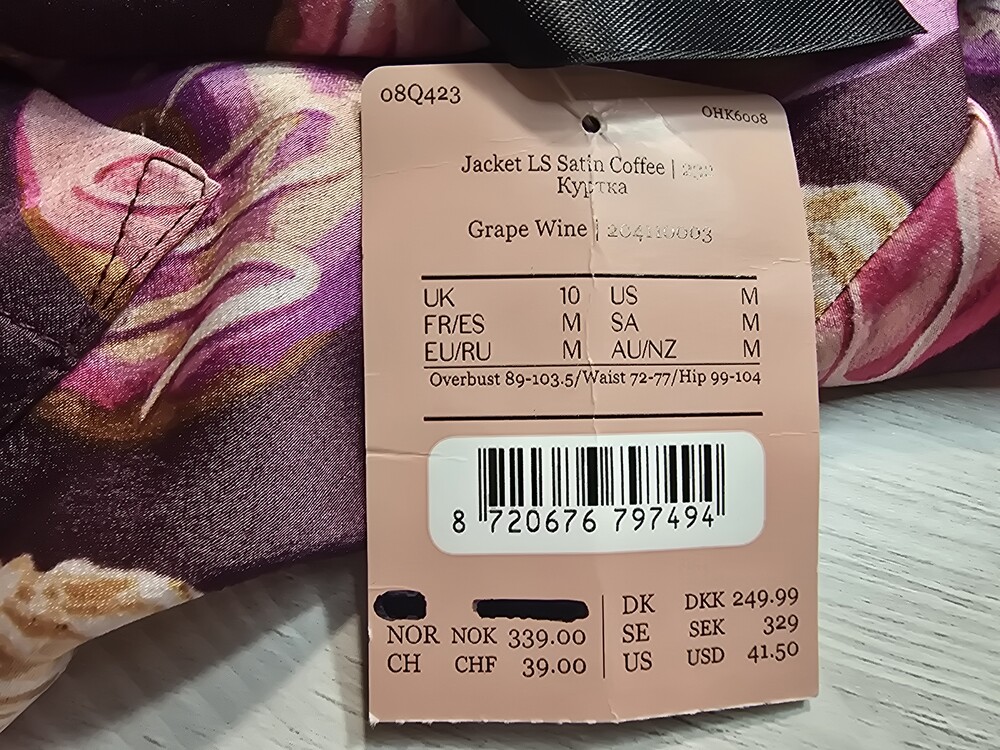 08Q423
OHK6008
Jacket LS Satin Coffee |
Куртка
Grape Wine | 204110003
UK 10 US M
FR/ES M SA M
EU/RU M AU/NZ M
Overbust 89-103.5/Waist 72-77/Hip 99-104
8 720676 797494
NOR NOK 339.00
CH CHF 39.00
DK DKK 249.99
SE SEK 329
US USD 41.50